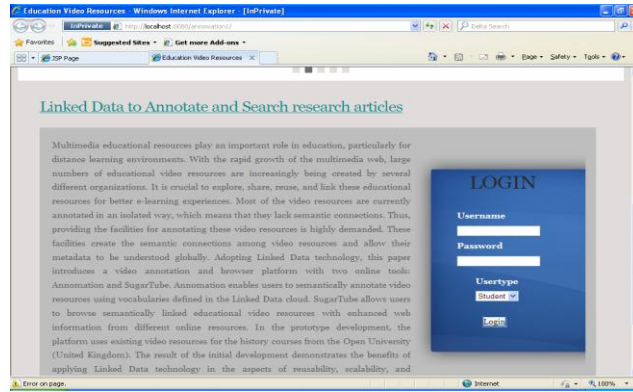 Education Video Resources - Windows Internet Explorer - [InPrivate]
InPrivate http://localhost:8080/annomation1/
Delta Search
Favorites Suggested Sites Get more Add-ons
JSP Page Education Video Resources X Page Safety Tools
Linked Data to Annotate and Search research articles
Multimedia educational resources play an important role in education, particularly for
distance learning environments. With the rapid growth of the multimedia web, large
numbers of educational video resources are increasingly being created by several
different organizations. It is crucial to explore, share, reuse, and link these educational
resources for better e-learning experiences. Most of the video resources are currently
annotated in an isolated way, which means that they lack semantic connections. Thus,
providing the facilities for annotating these video resources is highly demanded. These
facilities create the semantic connections among video resources and allow their
metadata to be understood globally. Adopting Linked Data technology, this paper
introduces a video annotation and browser platform with two online tools:
Annomation and SugarTube. Annomation enables users to semantically annotate video
resources using vocabularies defined in the Linked Data cloud. SugarTube allows users
to browse semantically linked educational video resources with enhanced web
information from different online resources. In the prototype development, the
platform uses existing video resources for the history courses from the Open University
(United Kingdom). The result of the initial development demonstrates the benefits of
applying Linked Data technology in the aspects of reusability, scalability, and
LOGIN
Username
Password
Usertype
Student
Login
Error on page.
Internet
100%